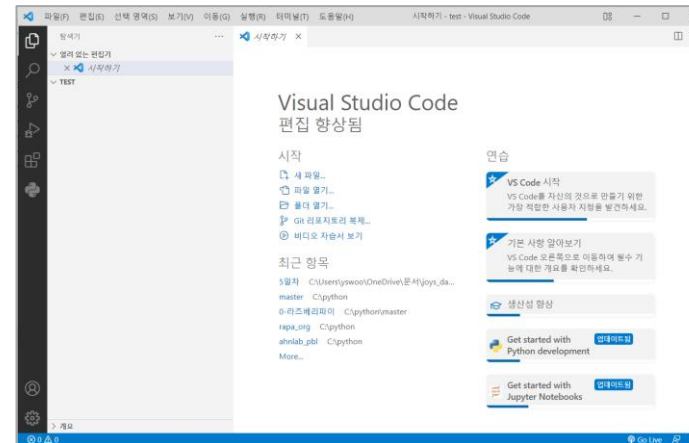 파일(F) 편집(E) 선택 영역(S) 보기(V) 이동(G) 실행(R) 터미널(T) 도움말(H) 시작하기 - test - Visual Studio Code
탐색기 ...
시작하기
열려 있는 편집기
시작하기
TEST
Visual Studio Code
편집 향상됨
시작
새 파일...
파일 열기...
폴더 열기...
Git 리포지토리 복제...
비디오 자습서 보기
최근 항목
5일차 C:\Users\yswoo\OneDrive\문서\joys_da...
master C:\python
0-라즈베리파이 C:\python\master
rapa_org C:\python
ahnlab_pbl C:\python
More...
연습
VS Code 시작
VS Code를 자신의 것으로 만들기 위한
가장 적합한 사용자 지정을 발견하세요.
기본 사항 알아보기
VS Code 오른쪽으로 이동하여 필수 기
능에 대한 개요를 확인하세요.
생산성 향상
Get started with 업데이트됨
Python development
Get started with 업데이트됨
Jupyter Notebooks
개요
0 0 Go Live